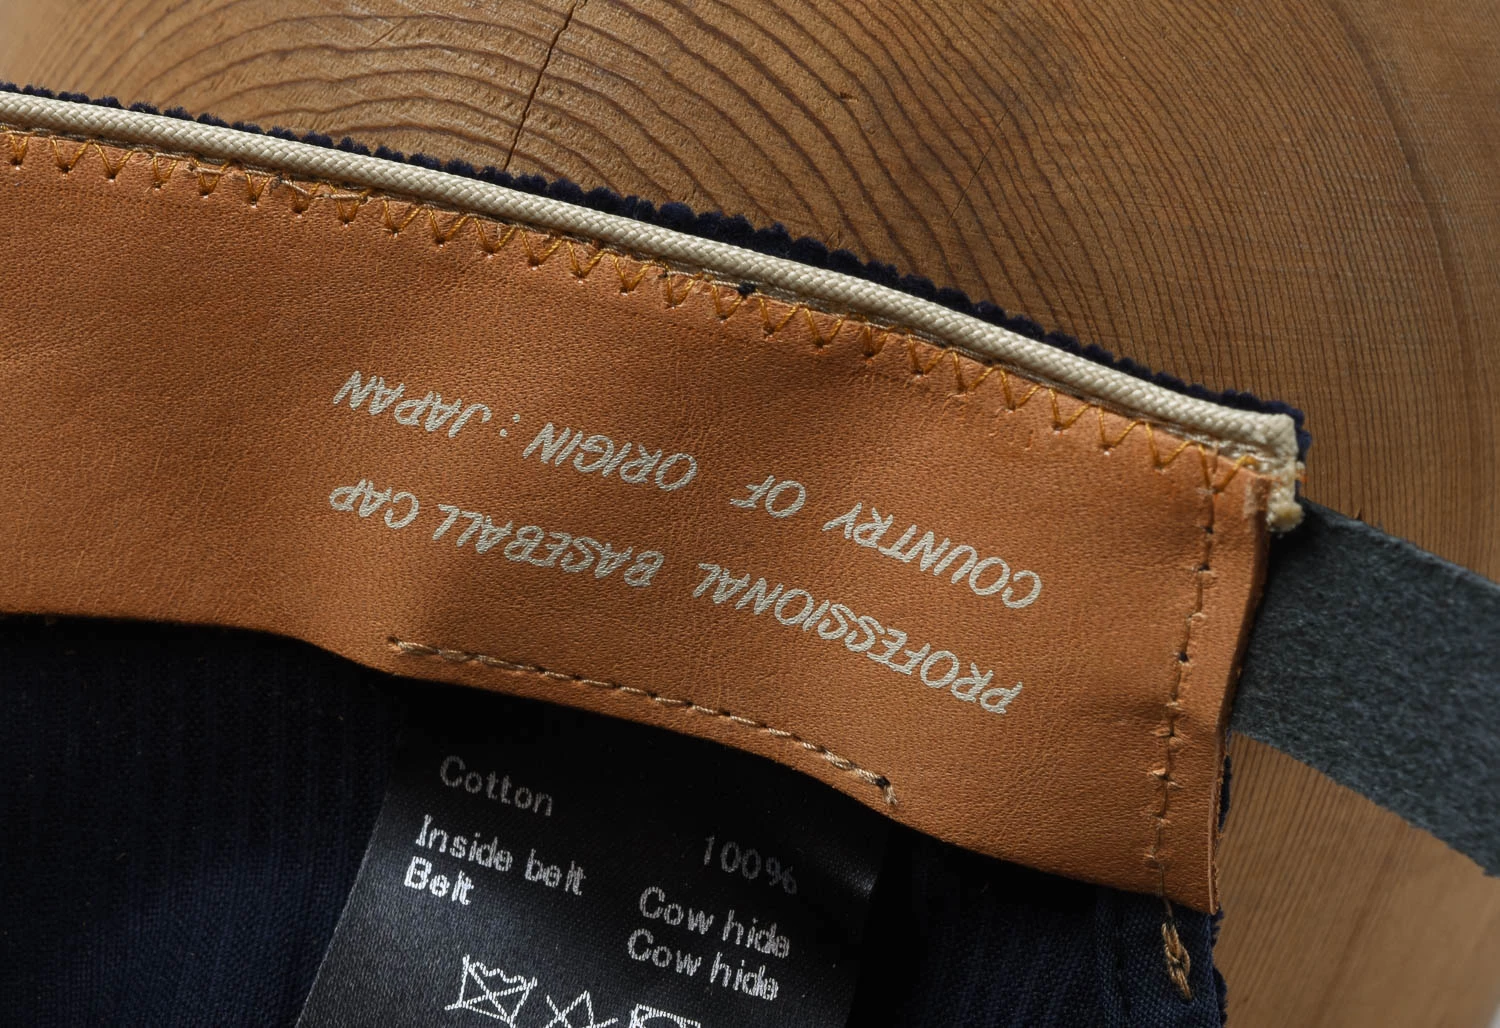 PROFESSIONAL BASEBALL CAP
COUNTRY OF ORIGIN : JAPAN
Cotton 100%
Inside belt Cow hide
Belt Cow hide